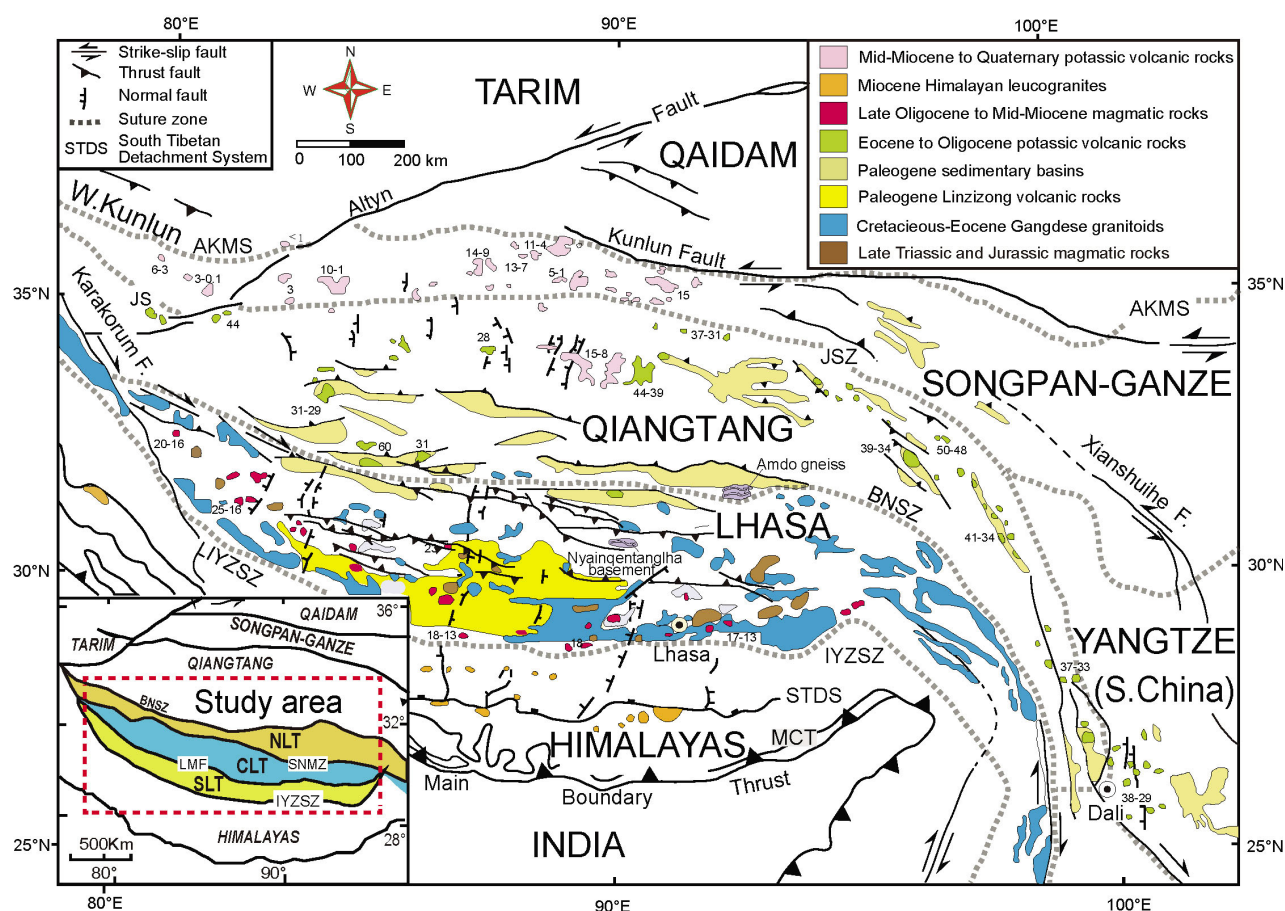 80°E
90°E
100°E
Strike-slip fault
Thrust fault
Normal fault
Suture zone
STDS
South Tibetan
Detachment System
N
W
E
S
0 100 200 km
Mid-Miocene to Quaternary potassic volcanic rocks
Miocene Himalayan leucogranites
Late Oligocene to Mid-Miocene magmatic rocks
Eocene to Oligocene potassic volcanic rocks
Paleogene sedimentary basins
Paleogene Linzizong volcanic rocks
Cretacious-Eocene Gangdese granitoids
Late Triassic and Jurassic magmatic rocks
TARIM
Fault
QAIDAM
Altyn
W.Kunlun
AKMS
<1
Kunlun Fault
6-3
3-0.1
10-1
3
14-9
11-4
13-7
5-1
15
35°N
35°N
AKMS
JS
44
Karakorum F.
28
37-31
15-8
JSZ
44-39
SONGPAN-GANZE
31-29
QIANGTANG
Xianshuihe F.
20-16
60
31
39-34
50-48
Amdo gneiss
BNSZ
25-16
LHASA
41-34
IYZSZ
23
Nyainqentanglha
basement
30°N
30°N
18-13
18
Lhasa
17-13
IYZSZ
YANGTZE
(S.China)
37-33
STDS
HIMALAYAS
MCT
Main
Boundary
Thrust
INDIA
Dali
38-29
25°N
25°N
QAIDAM
36°
SONGPAN-GANZE
TARIM
QIANGTANG
Study area
BNSZ
32°
NLT
LMF
CLT
SNMZ
SLT
IYZSZ
HIMALAYAS
28°
500Km
80°
90°
80°E
90°E
100°E